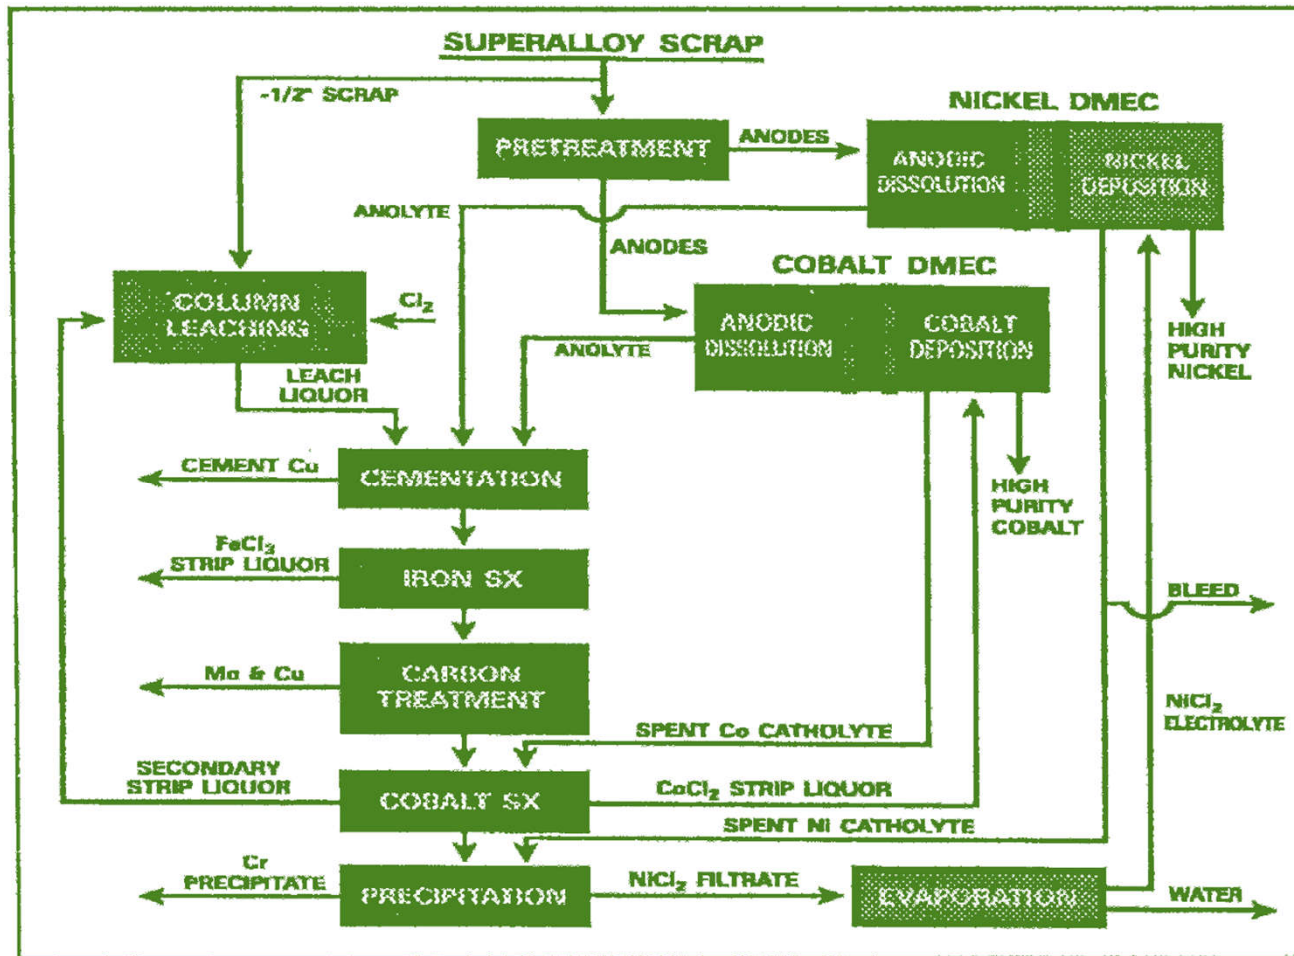 SUPERALLOY SCRAP
-1/2" SCRAP
NICKEL DMEC
PRETREATMENT
ANODES
ANODIC
DISSOLUTION
NICKEL
DEPOSITION
ANOLYTE
ANODES
COBALT DMEC
COLUMN
LEACHING
Cl2
ANODIC
DISSOLUTION
COBALT
DEPOSITION
HIGH
PURITY
NICKEL
ANOLYTE
LEACH
LIQUOR
CEMENT Cu
CEMENTATION
HIGH
PURITY
COBALT
FeCl3
STRIP LIQUOR
IRON SX
BLEED
Mo & Cu
CARBON
TREATMENT
NiCl2
ELECTROLYTE
SPENT Co CATHOLYTE
SECONDARY
STRIP LIQUOR
COBALT SX
CoCl2 STRIP LIQUOR
SPENT Ni CATHOLYTE
Cr
PRECIPITATE
PRECIPITATION
NiCl2 FILTRATE
EVAPORATION
WATER